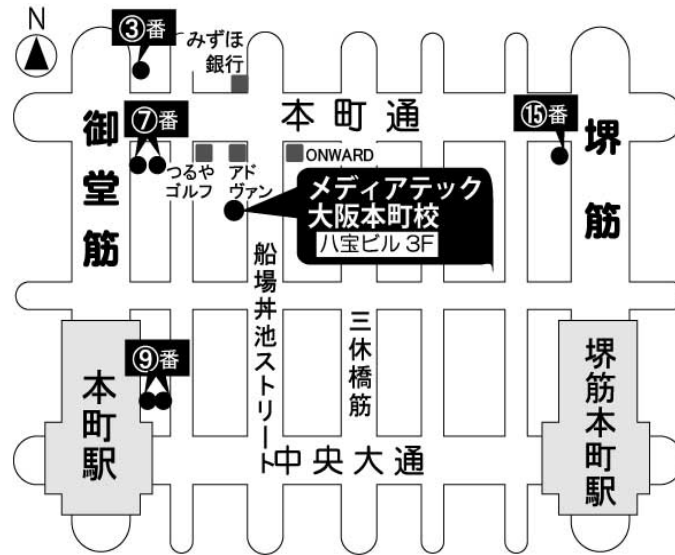 N
③番
みずほ
銀行
本町通
⑮番
御堂筋
⑦番
堺筋
つるや
ゴルフ
アド
ヴァン
ONWARD
メディアテック
大阪本町校
八宝ビル 3F
船場丼池ストリート
三休橋筋
⑨番
本町駅
堺筋本町駅
中央大通